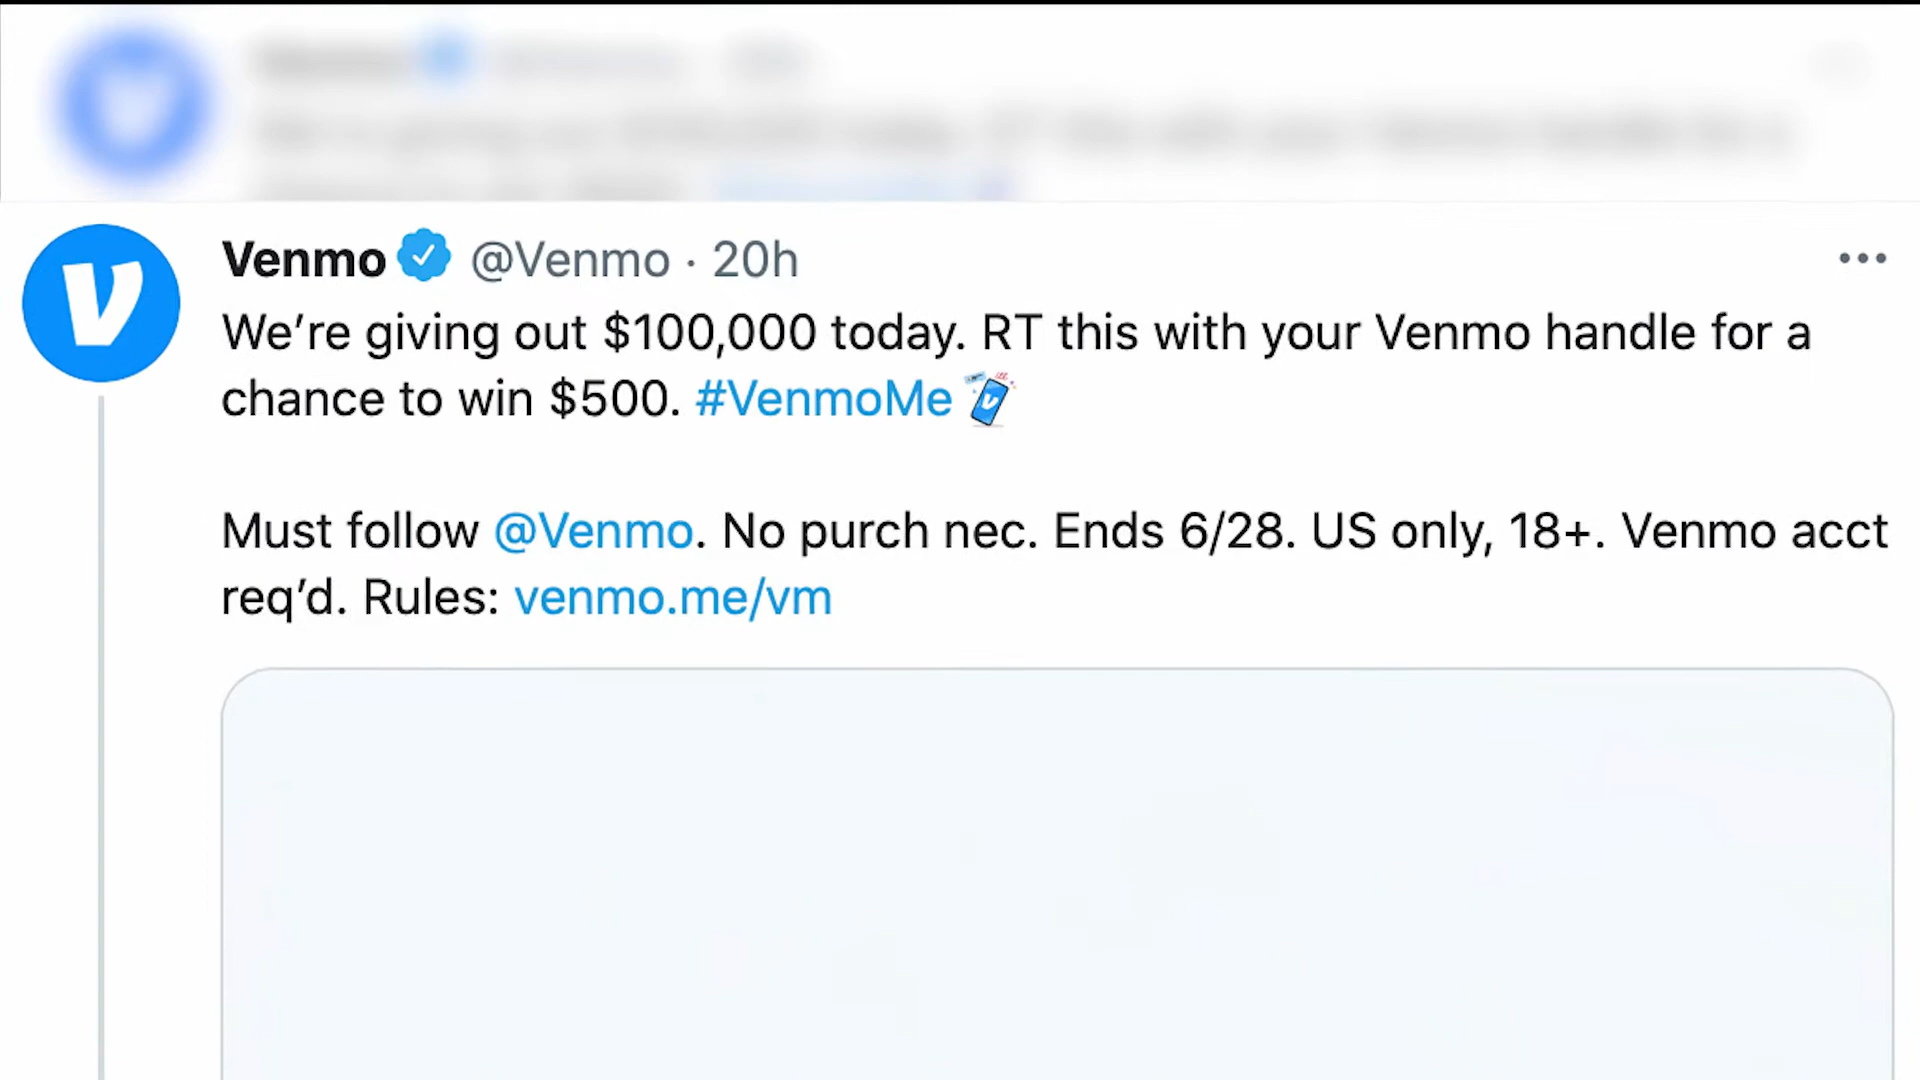 Venmo @Venmo · 20h
We’re giving out $100,000 today. RT this with your Venmo handle for a
chance to win $500. #VenmoMe
Must follow @Venmo. No purch nec. Ends 6/28. US only, 18+. Venmo acct
req’d. Rules: venmo.me/vm